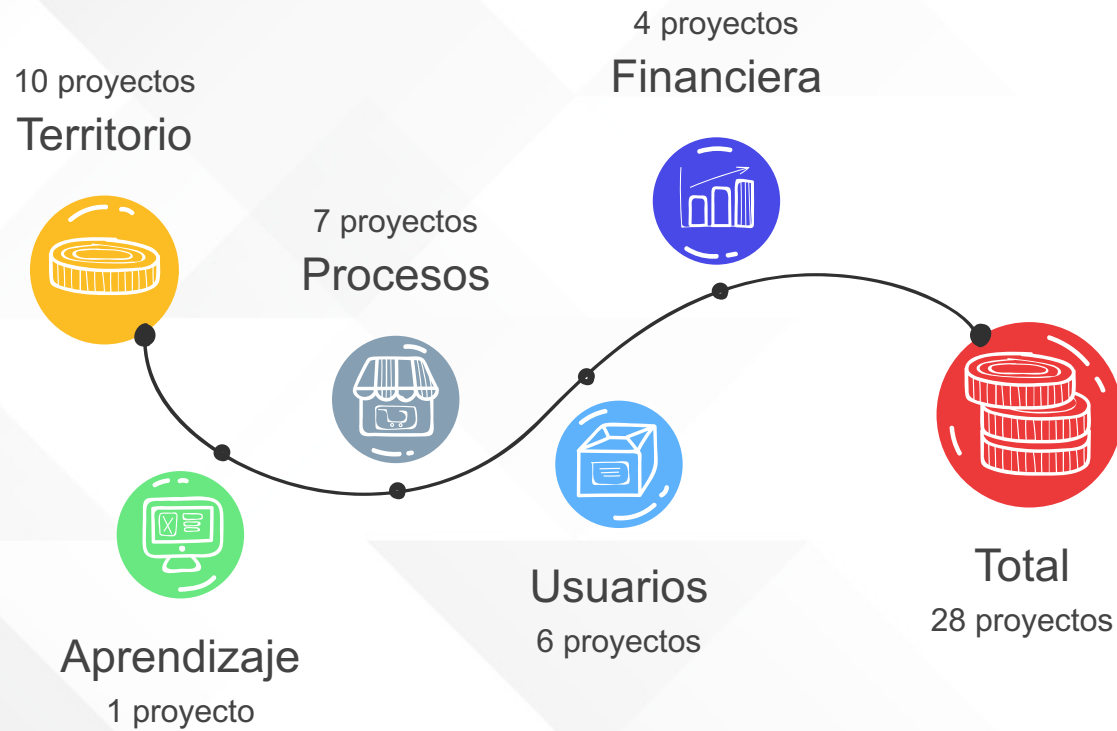 10 proyectos
Territorio
Aprendizaje
1 proyecto
7 proyectos
Procesos
Usuarios
6 proyectos
4 proyectos
Financiera
Total
28 proyectos